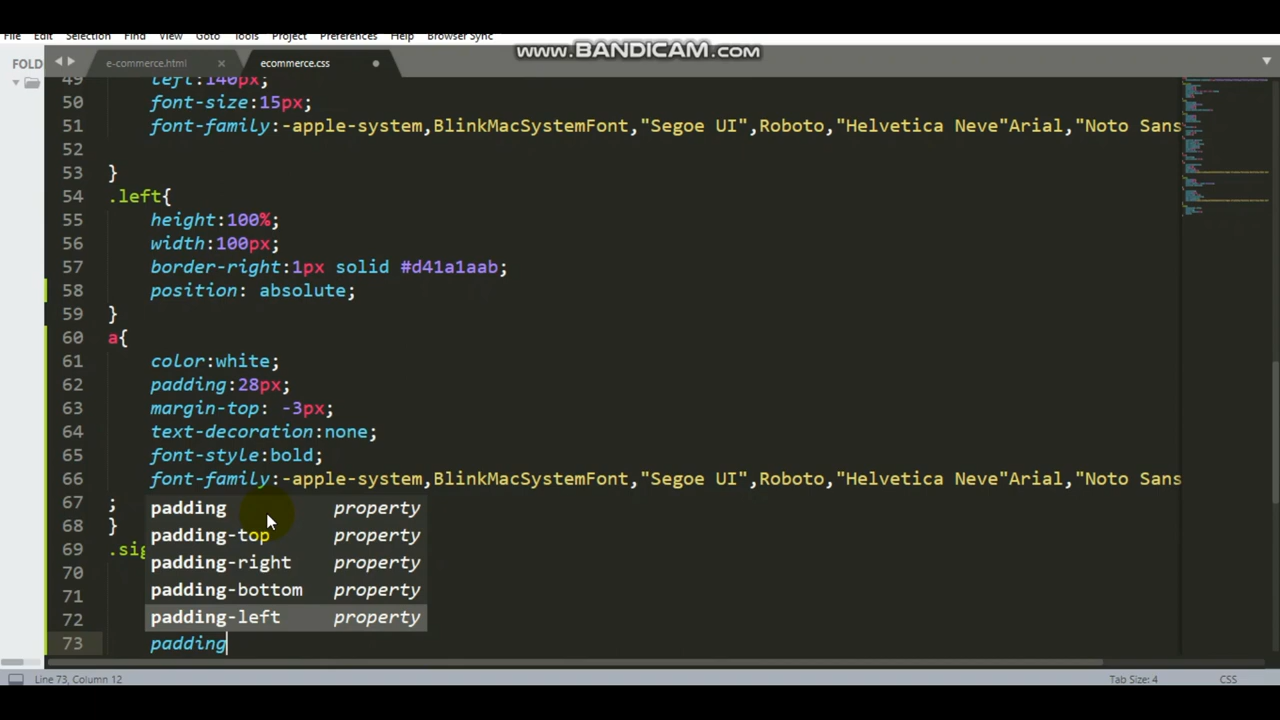 File Edit Selection Find View Goto Tools Project Preferences Help Browser Sync
www.BANDICAM.com
FOLD
e-commerce.html
ecommerce.css
49 left:140px;
50 font-size:15px;
51 font-family:-apple-system,BlinkMacSystemFont,"Segoe UI",Roboto,"Helvetica Neve"Arial,"Noto Sans
52
53 }
54 .left{
55 height:100%;
56 width:100px;
57 border-right:1px solid #d41a1aab;
58 position: absolute;
59 }
60 a{
61 color:white;
62 padding:28px;
63 margin-top: -3px;
64 text-decoration:none;
65 font-style:bold;
66 font-family:-apple-system,BlinkMacSystemFont,"Segoe UI",Roboto,"Helvetica Neve"Arial,"Noto Sans
67 ;
padding property
68 }
padding-top property
69 .sig
padding-right property
70
padding-bottom property
71
72
padding-left property
73 padding
Line 73, Column 12
Tab Size: 4
CSS